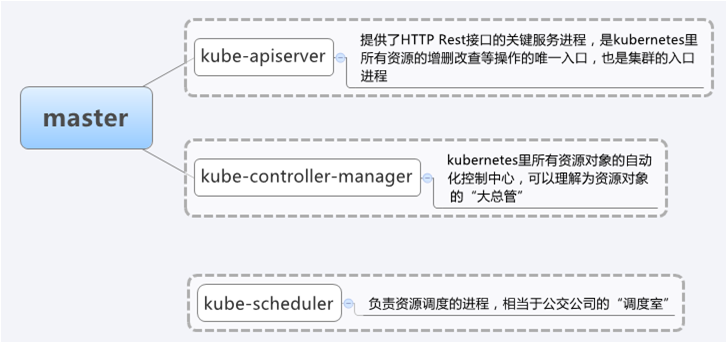 master
kube-apiserver
提供了HTTP Rest接口的关键服务进程，是kubernetes里
所有资源的增删改查等操作的唯一入口，也是集群的入口
进程
kube-controller-manager
kubernetes里所有资源对象的自动
化控制中心，可以理解为资源对象
的“大总管”
kube-scheduler
负责资源调度的进程，相当于公交公司的“调度室”